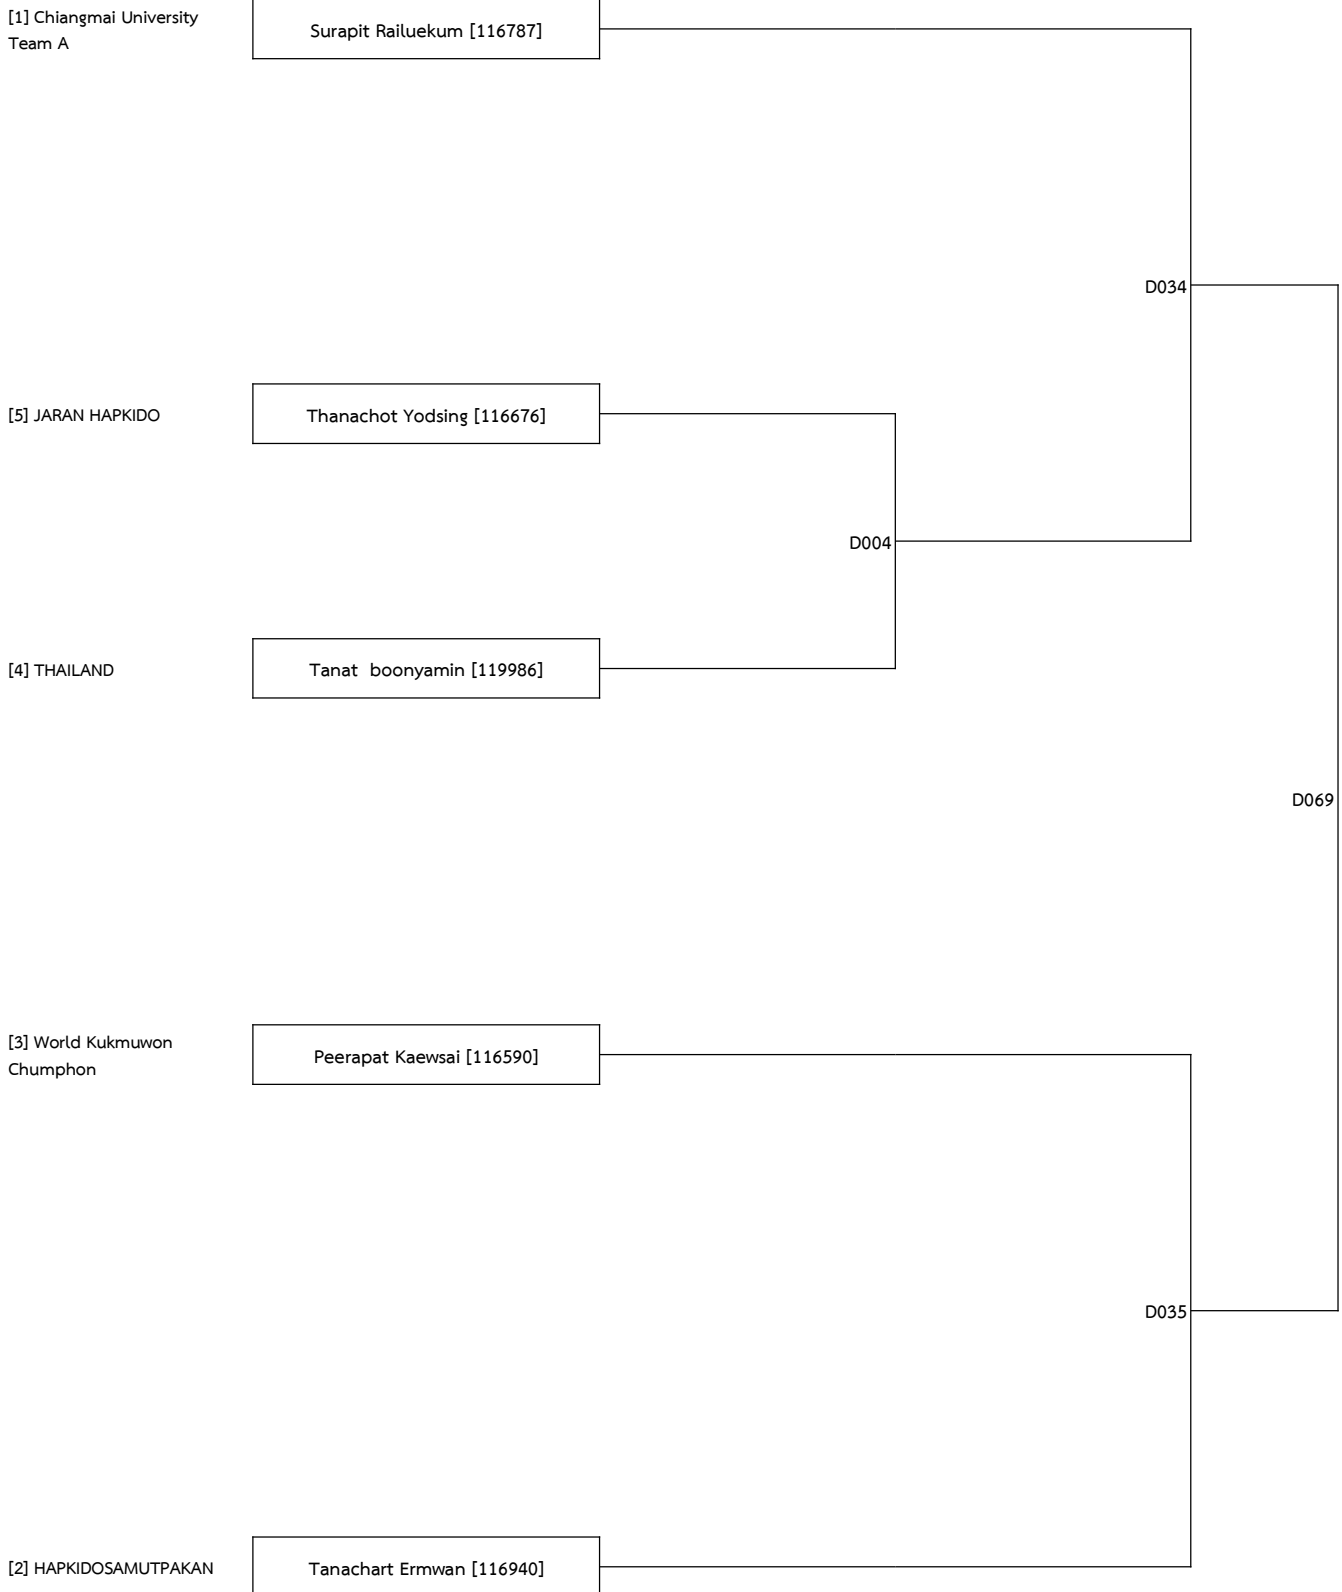 [1] Chiangmai University
Team A
Surapit Railuekum [116787]
D034
[5] JARAN HAPKIDO
Thanachot Yodsing [116676]
D004
[4] THAILAND
Tanat  boonyamin [119986]
D069
[3] World Kukmuwon
Chumphon
Peerapat Kaewsai [116590]
D035
[2] HAPKIDOSAMUTPAKAN
Tanachart Ermwan [116940]